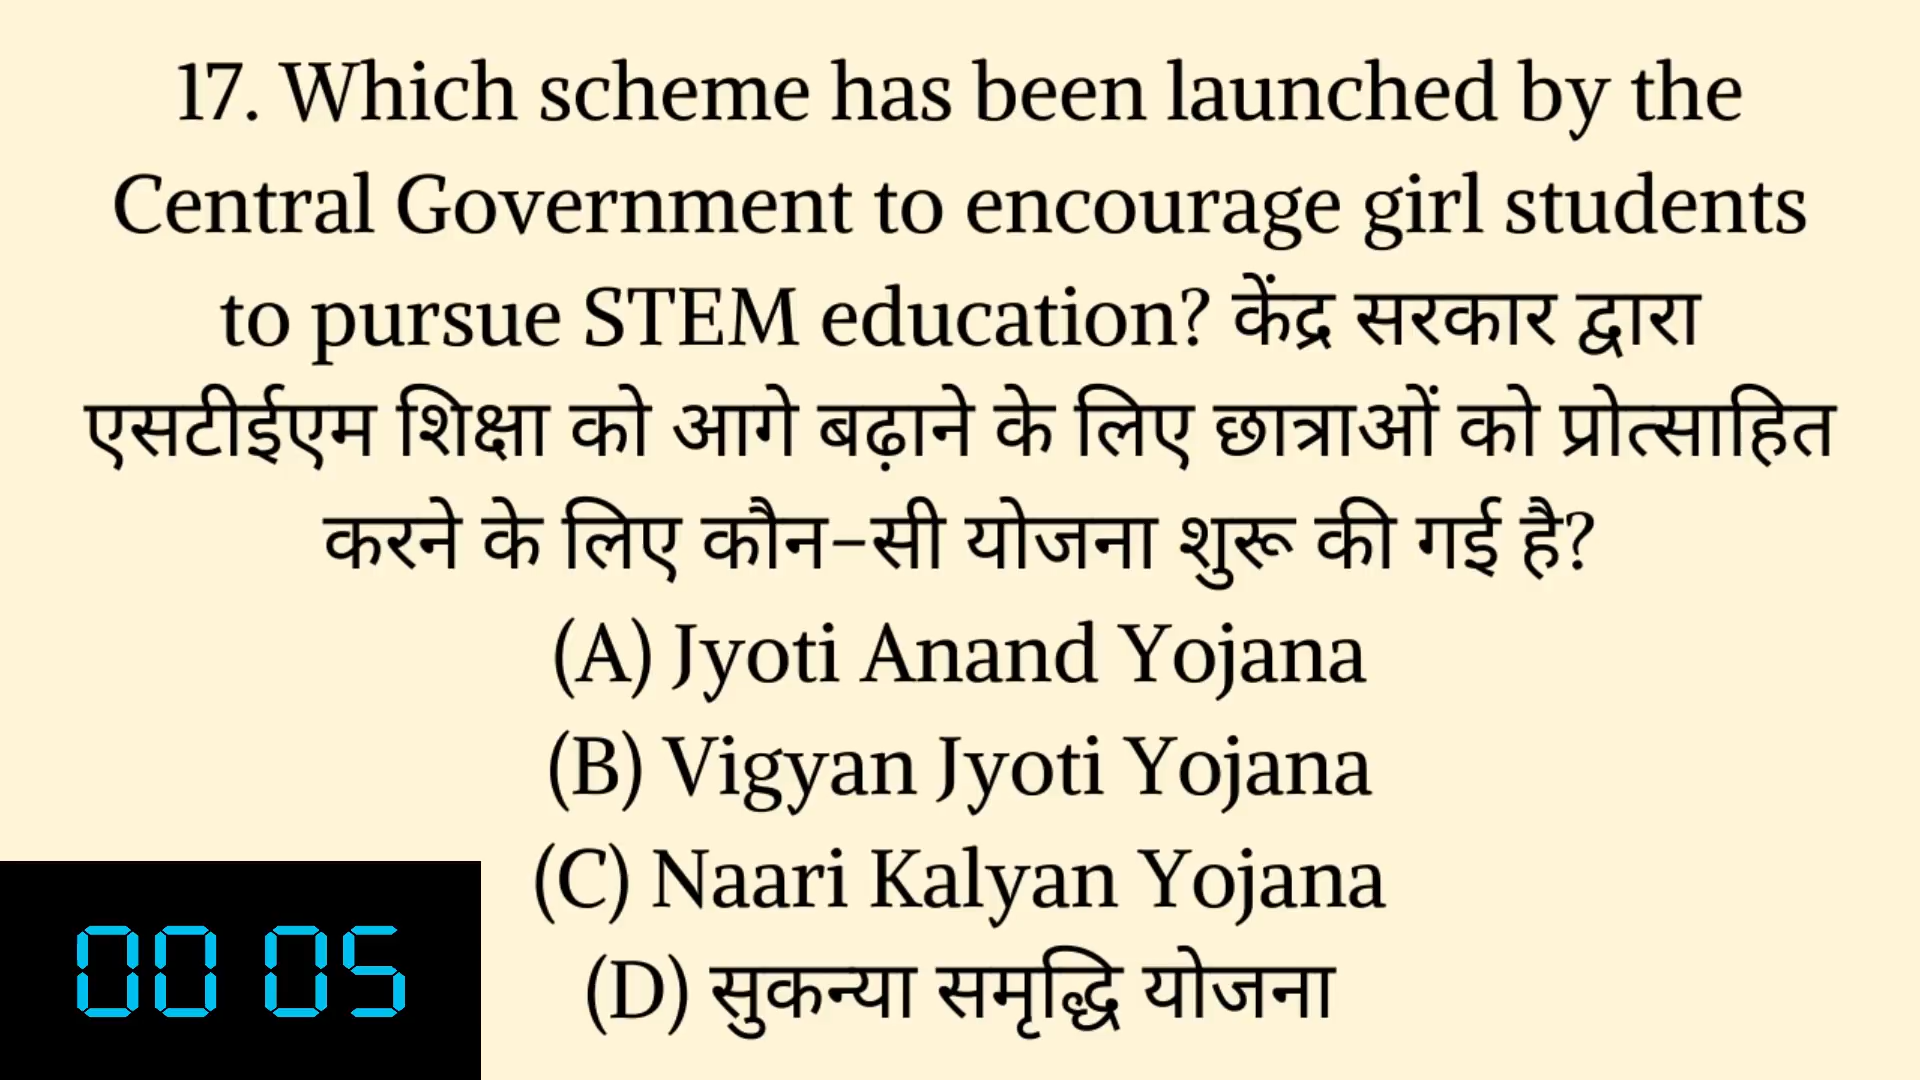 17. Which scheme has been launched by the
Central Government to encourage girl students
to pursue STEM education? केंद्र सरकार द्वारा
एसटीईएम शिक्षा को आगे बढ़ाने के लिए छात्राओं को प्रोत्साहित
करने के लिए कौन-सी योजना शुरू की गई है?
(A) Jyoti Anand Yojana
(B) Vigyan Jyoti Yojana
(C) Naari Kalyan Yojana
(D) सुकन्या समृद्धि योजना
00 05